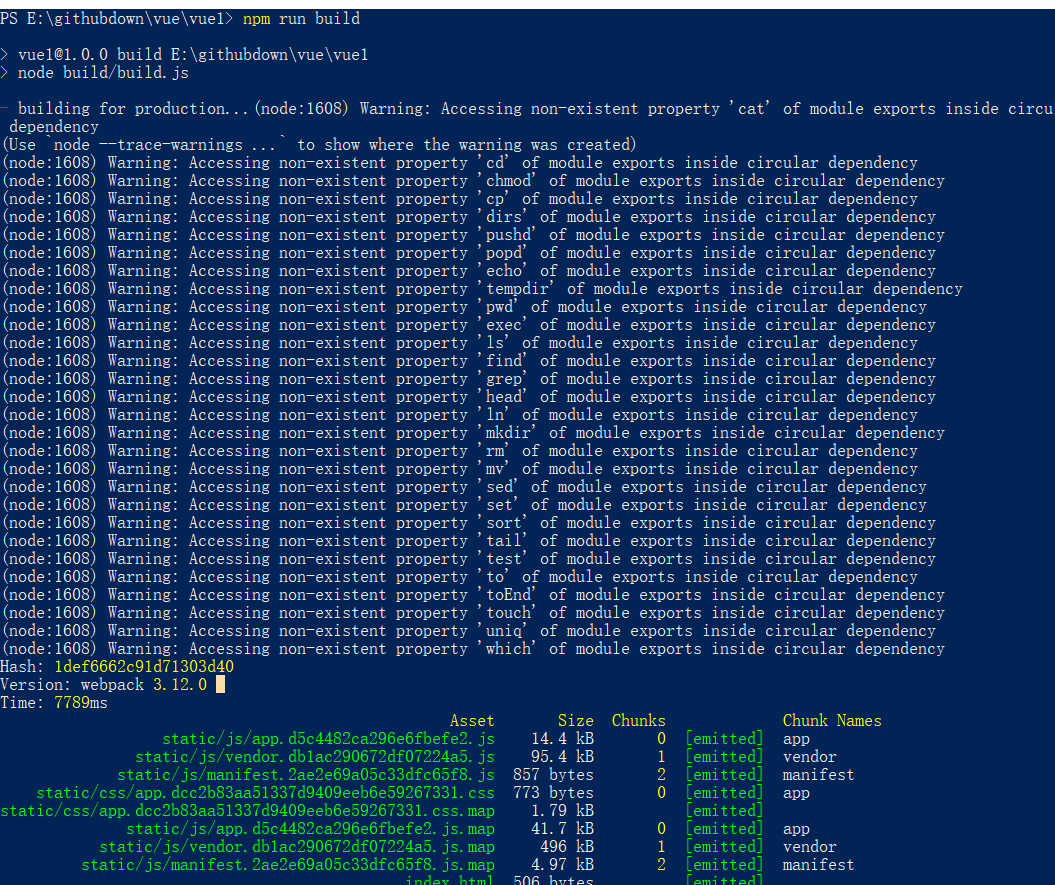 PS E:\githubdown\vue\vue1> npm run build
> vue1@1.0.0 build E:\githubdown\vue\vue1
> node build/build.js
- building for production...(node:1608) Warning: Accessing non-existent property 'cat' of module exports inside circu
dependency
(Use `node --trace-warnings ...` to show where the warning was created)
(node:1608) Warning: Accessing non-existent property 'cd' of module exports inside circular dependency
(node:1608) Warning: Accessing non-existent property 'chmod' of module exports inside circular dependency
(node:1608) Warning: Accessing non-existent property 'cp' of module exports inside circular dependency
(node:1608) Warning: Accessing non-existent property 'dirs' of module exports inside circular dependency
(node:1608) Warning: Accessing non-existent property 'pushd' of module exports inside circular dependency
(node:1608) Warning: Accessing non-existent property 'popd' of module exports inside circular dependency
(node:1608) Warning: Accessing non-existent property 'echo' of module exports inside circular dependency
(node:1608) Warning: Accessing non-existent property 'tempdir' of module exports inside circular dependency
(node:1608) Warning: Accessing non-existent property 'pwd' of module exports inside circular dependency
(node:1608) Warning: Accessing non-existent property 'exec' of module exports inside circular dependency
(node:1608) Warning: Accessing non-existent property 'ls' of module exports inside circular dependency
(node:1608) Warning: Accessing non-existent property 'find' of module exports inside circular dependency
(node:1608) Warning: Accessing non-existent property 'grep' of module exports inside circular dependency
(node:1608) Warning: Accessing non-existent property 'head' of module exports inside circular dependency
(node:1608) Warning: Accessing non-existent property 'ln' of module exports inside circular dependency
(node:1608) Warning: Accessing non-existent property 'mkdir' of module exports inside circular dependency
(node:1608) Warning: Accessing non-existent property 'rm' of module exports inside circular dependency
(node:1608) Warning: Accessing non-existent property 'mv' of module exports inside circular dependency
(node:1608) Warning: Accessing non-existent property 'sed' of module exports inside circular dependency
(node:1608) Warning: Accessing non-existent property 'set' of module exports inside circular dependency
(node:1608) Warning: Accessing non-existent property 'sort' of module exports inside circular dependency
(node:1608) Warning: Accessing non-existent property 'tail' of module exports inside circular dependency
(node:1608) Warning: Accessing non-existent property 'test' of module exports inside circular dependency
(node:1608) Warning: Accessing non-existent property 'to' of module exports inside circular dependency
(node:1608) Warning: Accessing non-existent property 'toEnd' of module exports inside circular dependency
(node:1608) Warning: Accessing non-existent property 'touch' of module exports inside circular dependency
(node:1608) Warning: Accessing non-existent property 'uniq' of module exports inside circular dependency
(node:1608) Warning: Accessing non-existent property 'which' of module exports inside circular dependency
Hash: 1def6662c91d71303d40
Version: webpack 3.12.0
Time: 7789ms
Asset Size Chunks Chunk Names
static/js/app.d5c4482ca296e6fbefe2.js 14.4 kB 0 [emitted] app
static/js/vendor.db1ac290672df07224a5.js 95.4 kB 1 [emitted] vendor
static/js/manifest.2ae2e69a05c33dfc65f8.js 857 bytes 2 [emitted] manifest
static/css/app.dcc2b83aa51337d9409eeb6e59267331.css 773 bytes 0 [emitted] app
static/css/app.dcc2b83aa51337d9409eeb6e59267331.css.map 1.79 kB [emitted]
static/js/app.d5c4482ca296e6fbefe2.js.map 41.7 kB 0 [emitted] app
static/js/vendor.db1ac290672df07224a5.js.map 496 kB 1 [emitted] vendor
static/js/manifest.2ae2e69a05c33dfc65f8.js.map 4.97 kB 2 [emitted] manifest
index.html 506 bytes [emitted]